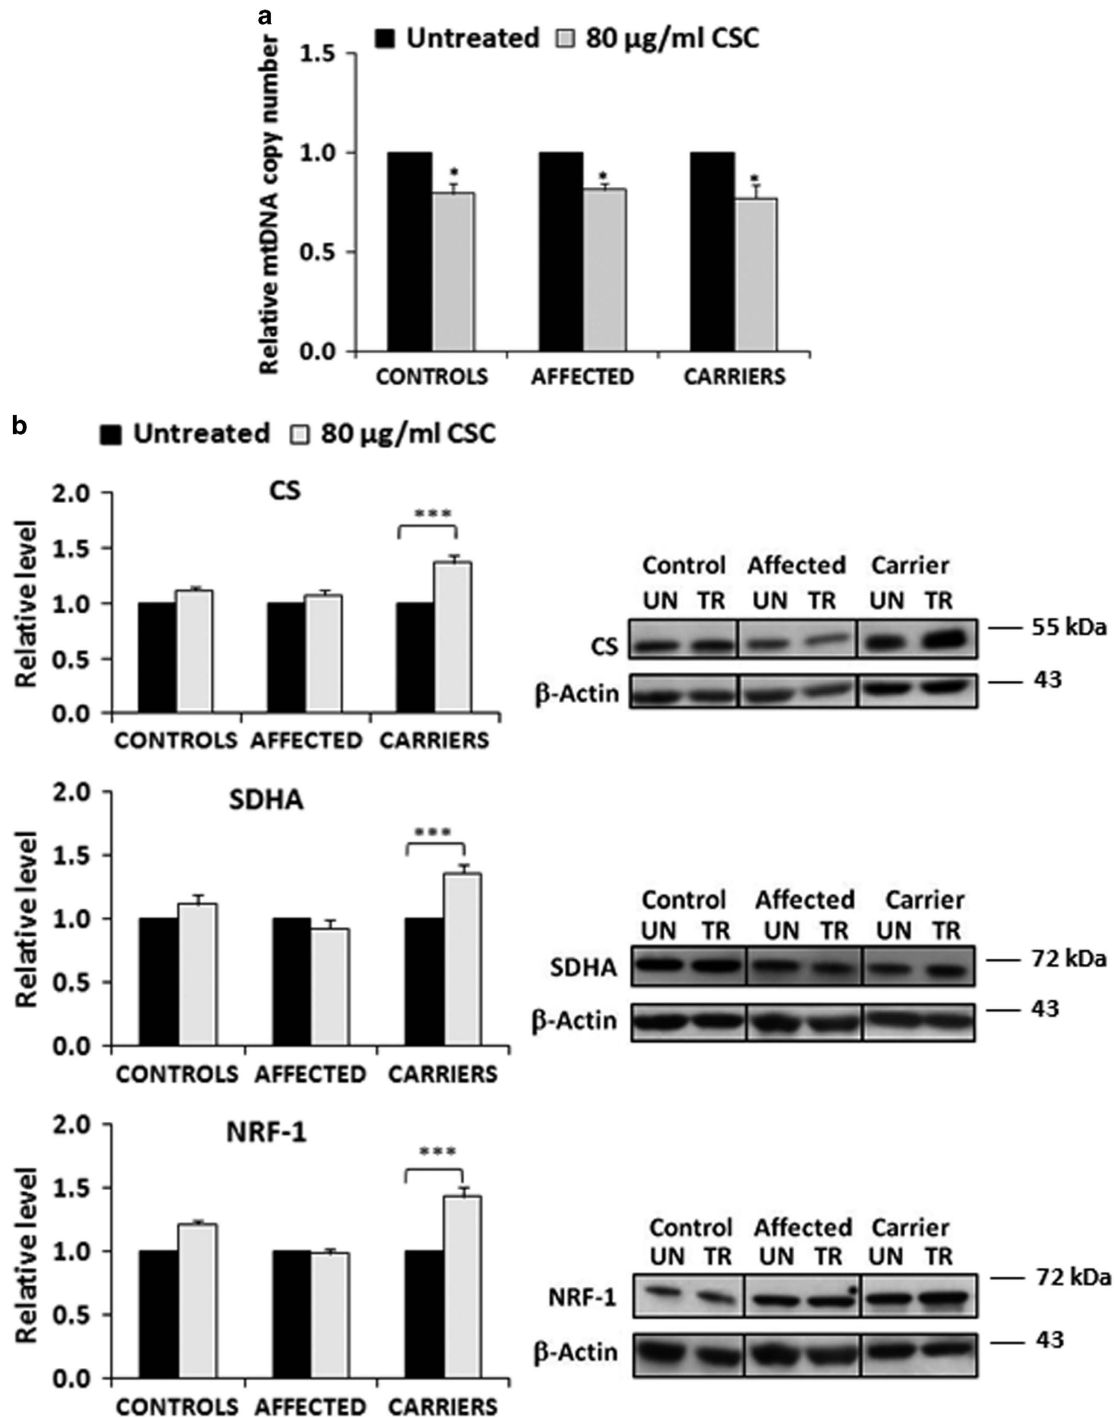 a
Untreated 80 µg/ml CSC
Relative mtDNA copy number
1.5
1.0
0.5
0.0
* * *
CONTROLS AFFECTED CARRIERS
b
Untreated 80 µg/ml CSC
CS
Relative level
2.0
1.5
1.0
0.5
0.0
***
CONTROLS AFFECTED CARRIERS
Control Affected Carrier
UN TR UN TR UN TR
CS
55 kDa
β-Actin
43
SDHA
Relative level
2.0
1.5
1.0
0.5
0.0
***
CONTROLS AFFECTED CARRIERS
Control Affected Carrier
UN TR UN TR UN TR
SDHA
72 kDa
β-Actin
43
NRF-1
Relative level
2.0
1.5
1.0
0.5
0.0
***
CONTROLS AFFECTED CARRIERS
Control Affected Carrier
UN TR UN TR UN TR
NRF-1
72 kDa
β-Actin
43